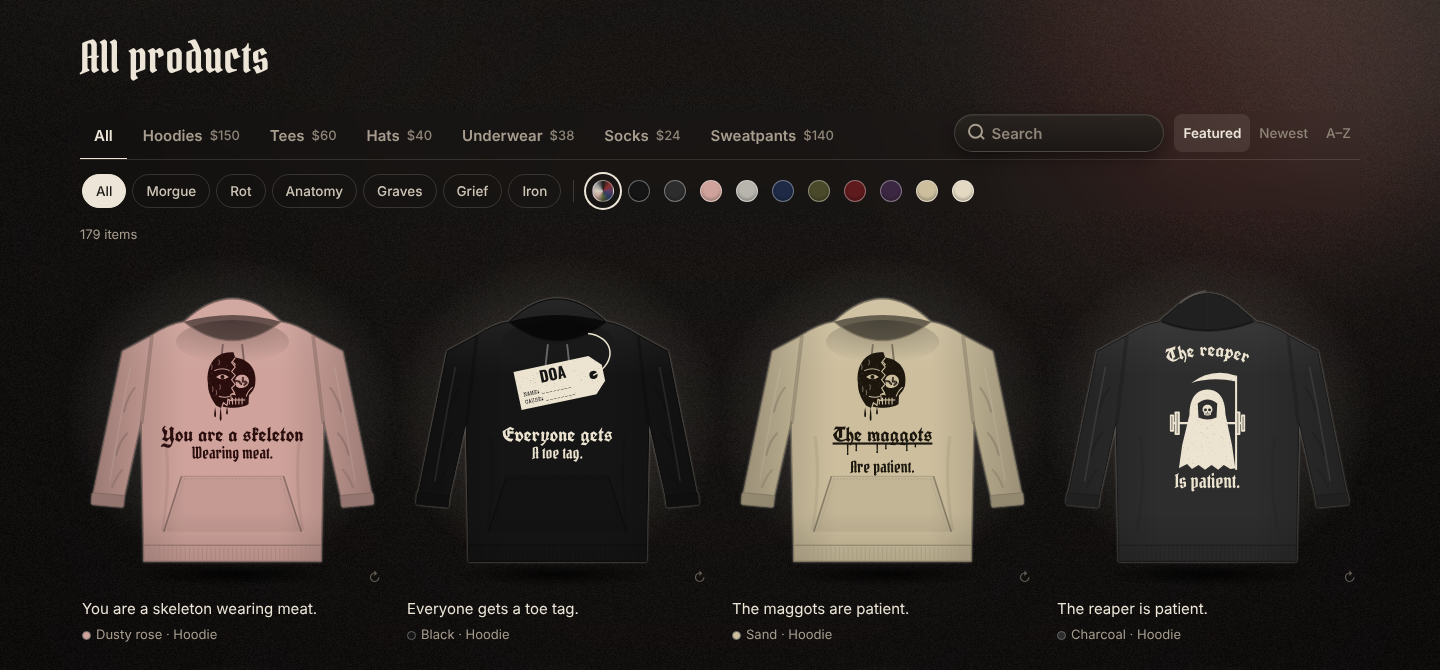 All products
All Hoodies $150 Tees $60 Hats $40 Underwear $38 Socks $24 Sweatpants $140 Search Featured Newest A–Z
All Morgue Rot Anatomy Graves Grief Iron
179 items
You are a skeleton
Wearing meat.
DOA
NAME:
CAUSE:
Everyone gets
A toe tag.
The maggots
Are patient.
The reaper
Is patient.
You are a skeleton wearing meat.
Dusty rose · Hoodie
Everyone gets a toe tag.
Black · Hoodie
The maggots are patient.
Sand · Hoodie
The reaper is patient.
Charcoal · Hoodie